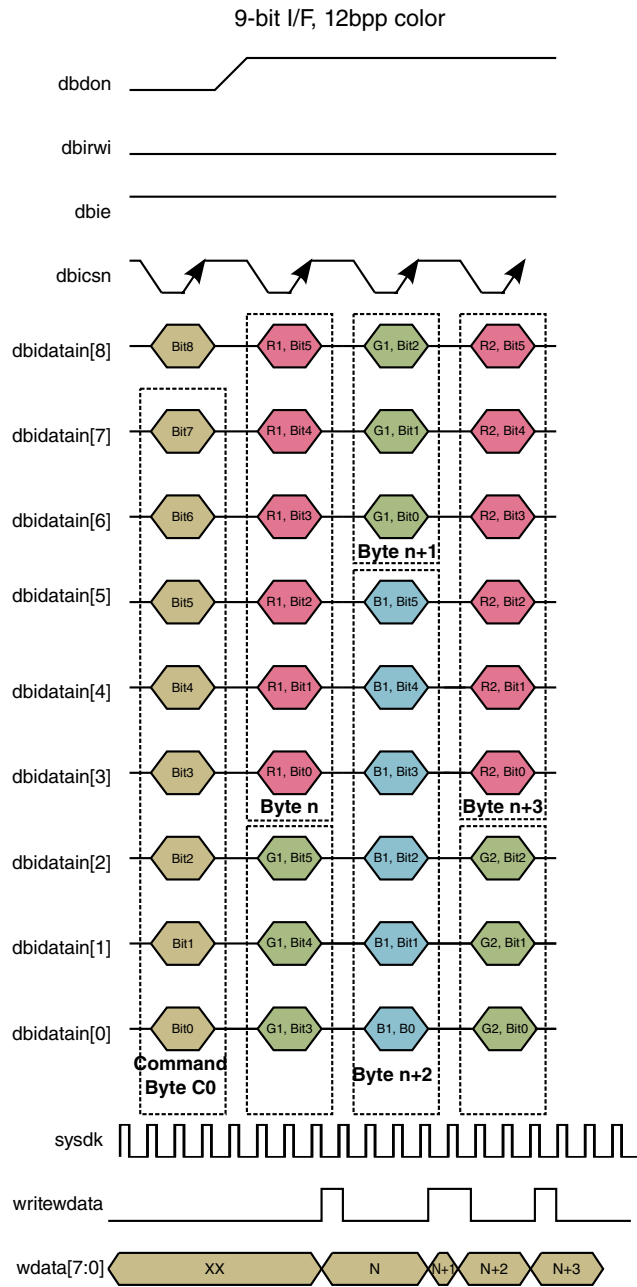 9-bit I/F, 12bpp color
dbdon
dbirwi
dbie
dbicsn
dbidatain[8] Bit8 R1, Bit5 G1, Bit2 R2, Bit5
dbidatain[7] Bit7 R1, Bit4 G1, Bit1 R2, Bit4
dbidatain[6] Bit6 R1, Bit3 G1, Bit0 R2, Bit3
Byte n+1
dbidatain[5] Bit5 R1, Bit2 B1, Bit5 R2, Bit2
dbidatain[4] Bit4 R1, Bit1 B1, Bit4 R2, Bit1
dbidatain[3] Bit3 R1, Bit0 B1, Bit3 R2, Bit0
Byte n Byte n+3
dbidatain[2] Bit2 G1, Bit5 B1, Bit2 G2, Bit2
dbidatain[1] Bit1 G1, Bit4 B1, Bit1 G2, Bit1
dbidatain[0] Bit0 G1, Bit3 B1, B0 G2, Bit0
Command
Byte C0 Byte n+2
sysdk
writewdata
wdata[7:0] XX N N+1 N+2 N+3